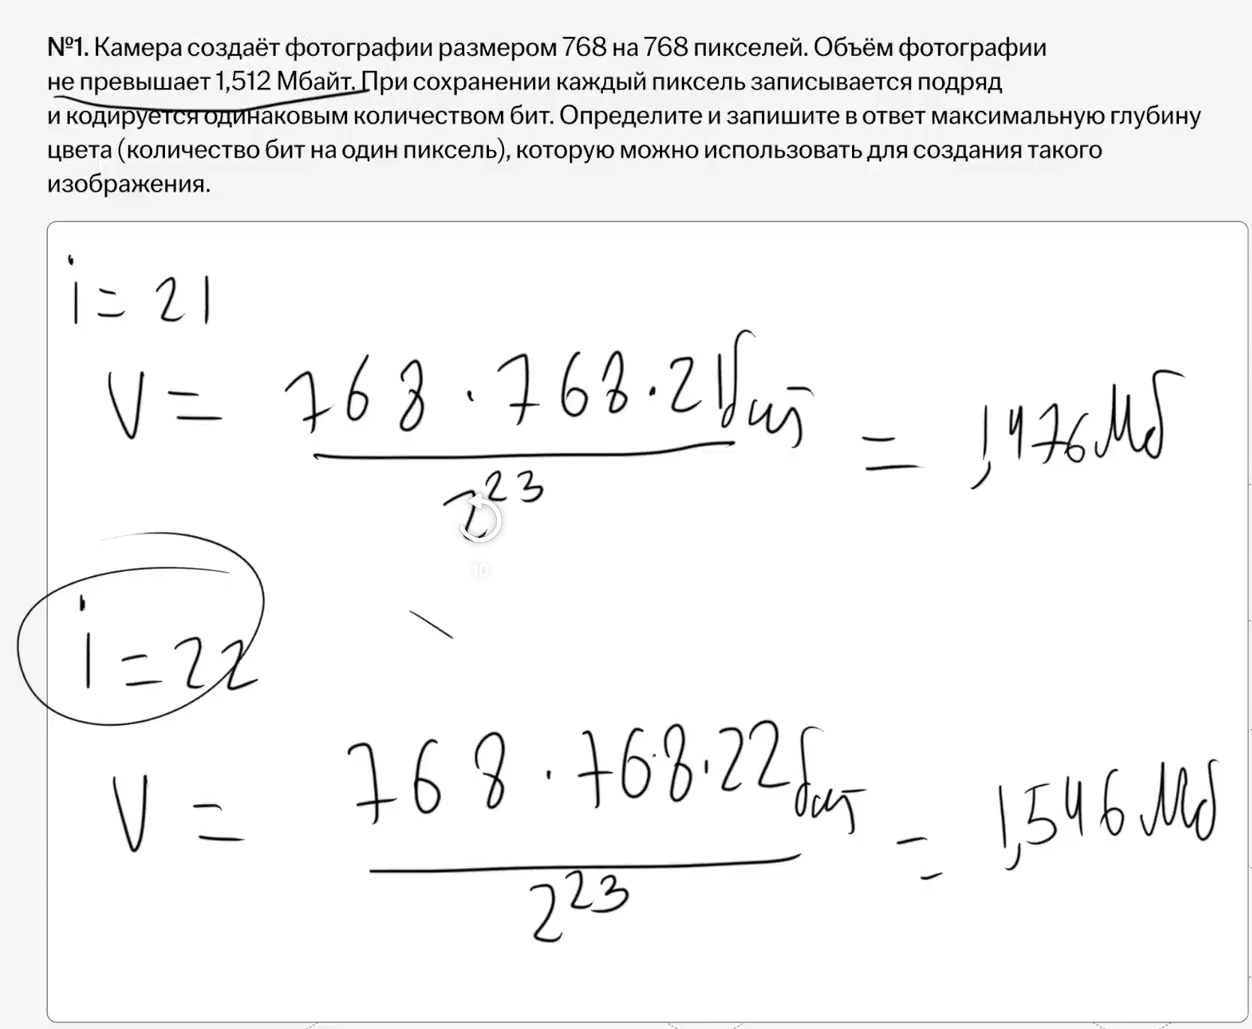 №1. Камера создаёт фотографии размером 768 на 768 пикселей. Объём фотографии
не превышает 1,512 Мбайт. При сохранении каждый пиксель записывается подряд
и кодируется одинаковым количеством бит. Определите и запишите в ответ максимальную глубину
цвета (количество бит на один пиксель), которую можно использовать для создания такого
изображения.
i = 21
V = 768 · 768 · 21 бит / 2^23 = 1,476 Мб
10
i = 22
V = 768 · 768 · 22 бит / 2^23 = 1,546 Мб